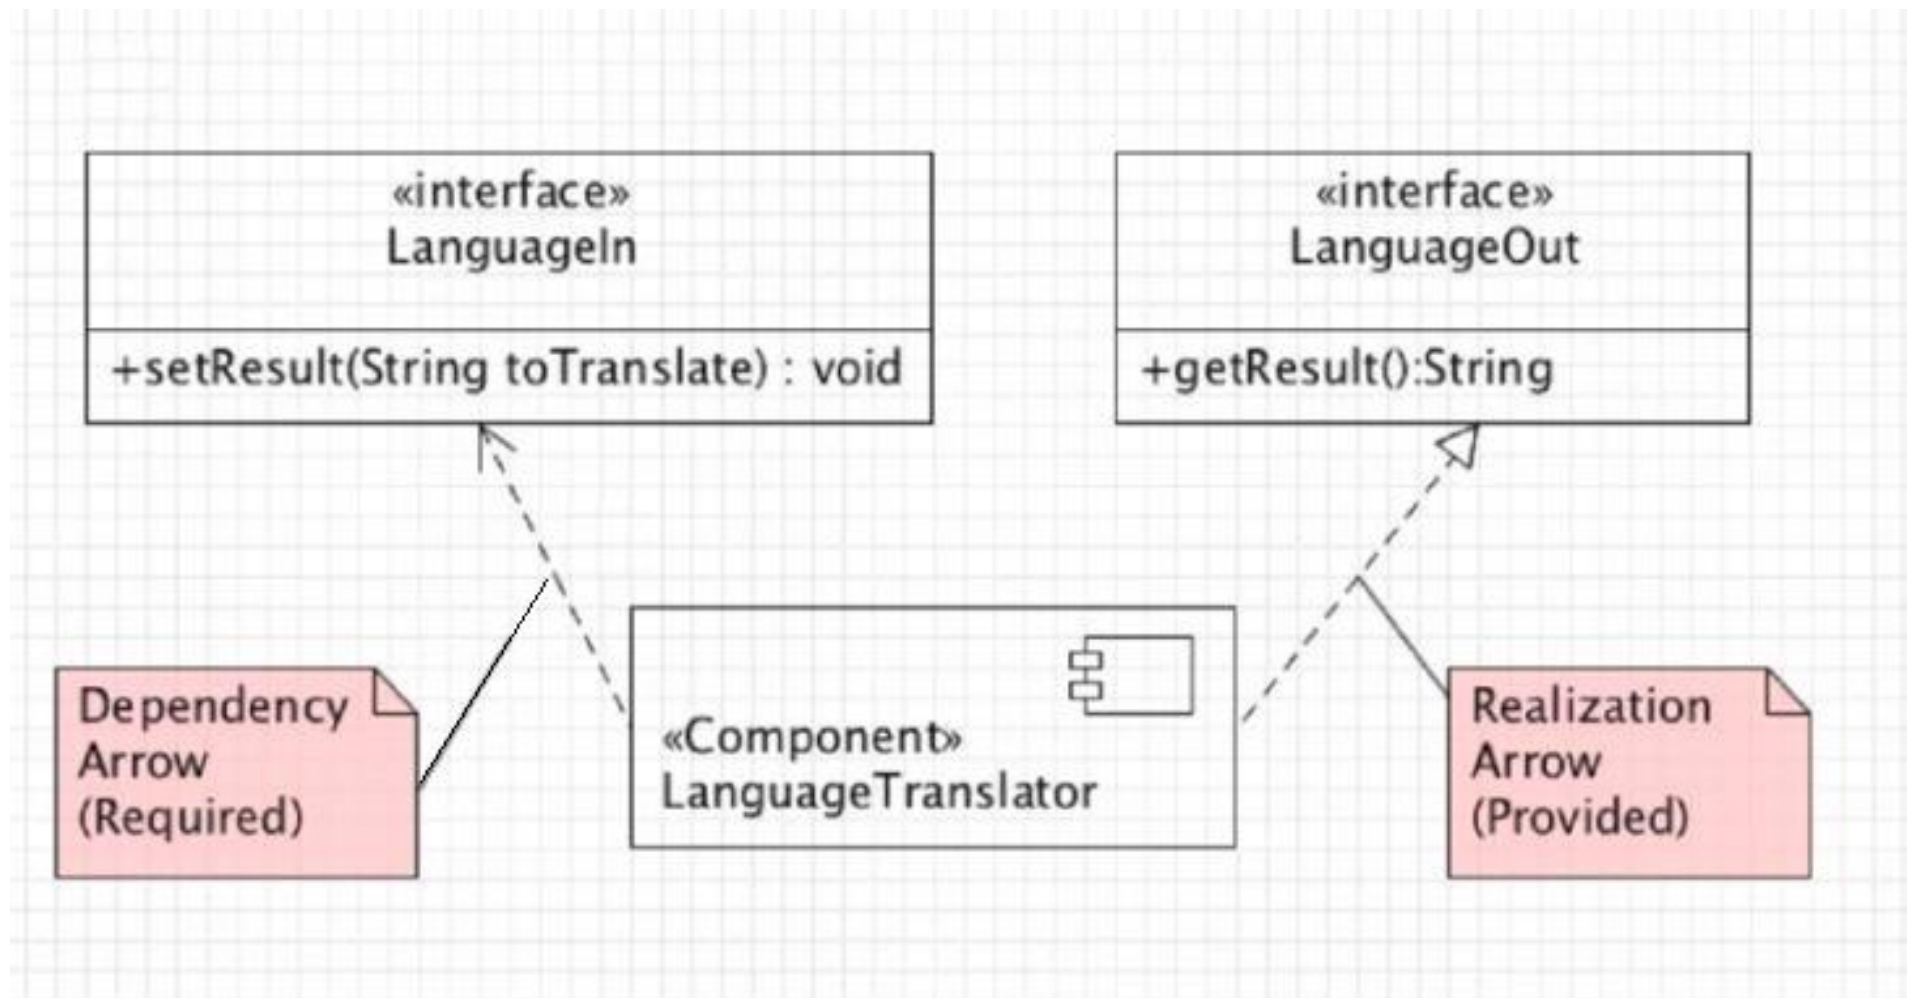 «interface»
LanguageIn
+setResult(String toTranslate) : void
«interface»
LanguageOut
+getResult():String
Dependency
Arrow
(Required)
«Component»
LanguageTranslator
Realization
Arrow
(Provided)